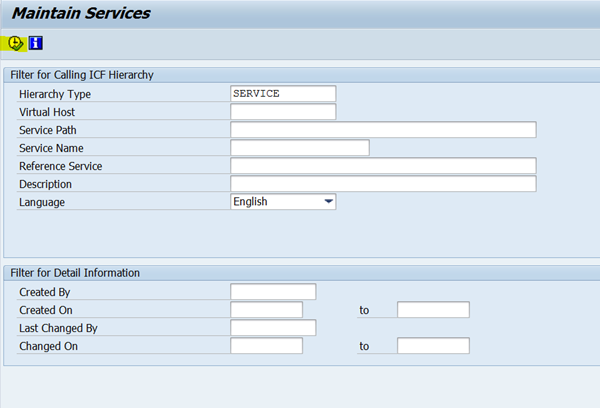 Maintain Services
Filter for Calling ICF Hierarchy
Hierarchy Type SERVICE
Virtual Host
Service Path
Service Name
Reference Service
Description
Language English
Filter for Detail Information
Created By
Created On to
Last Changed By
Changed On to